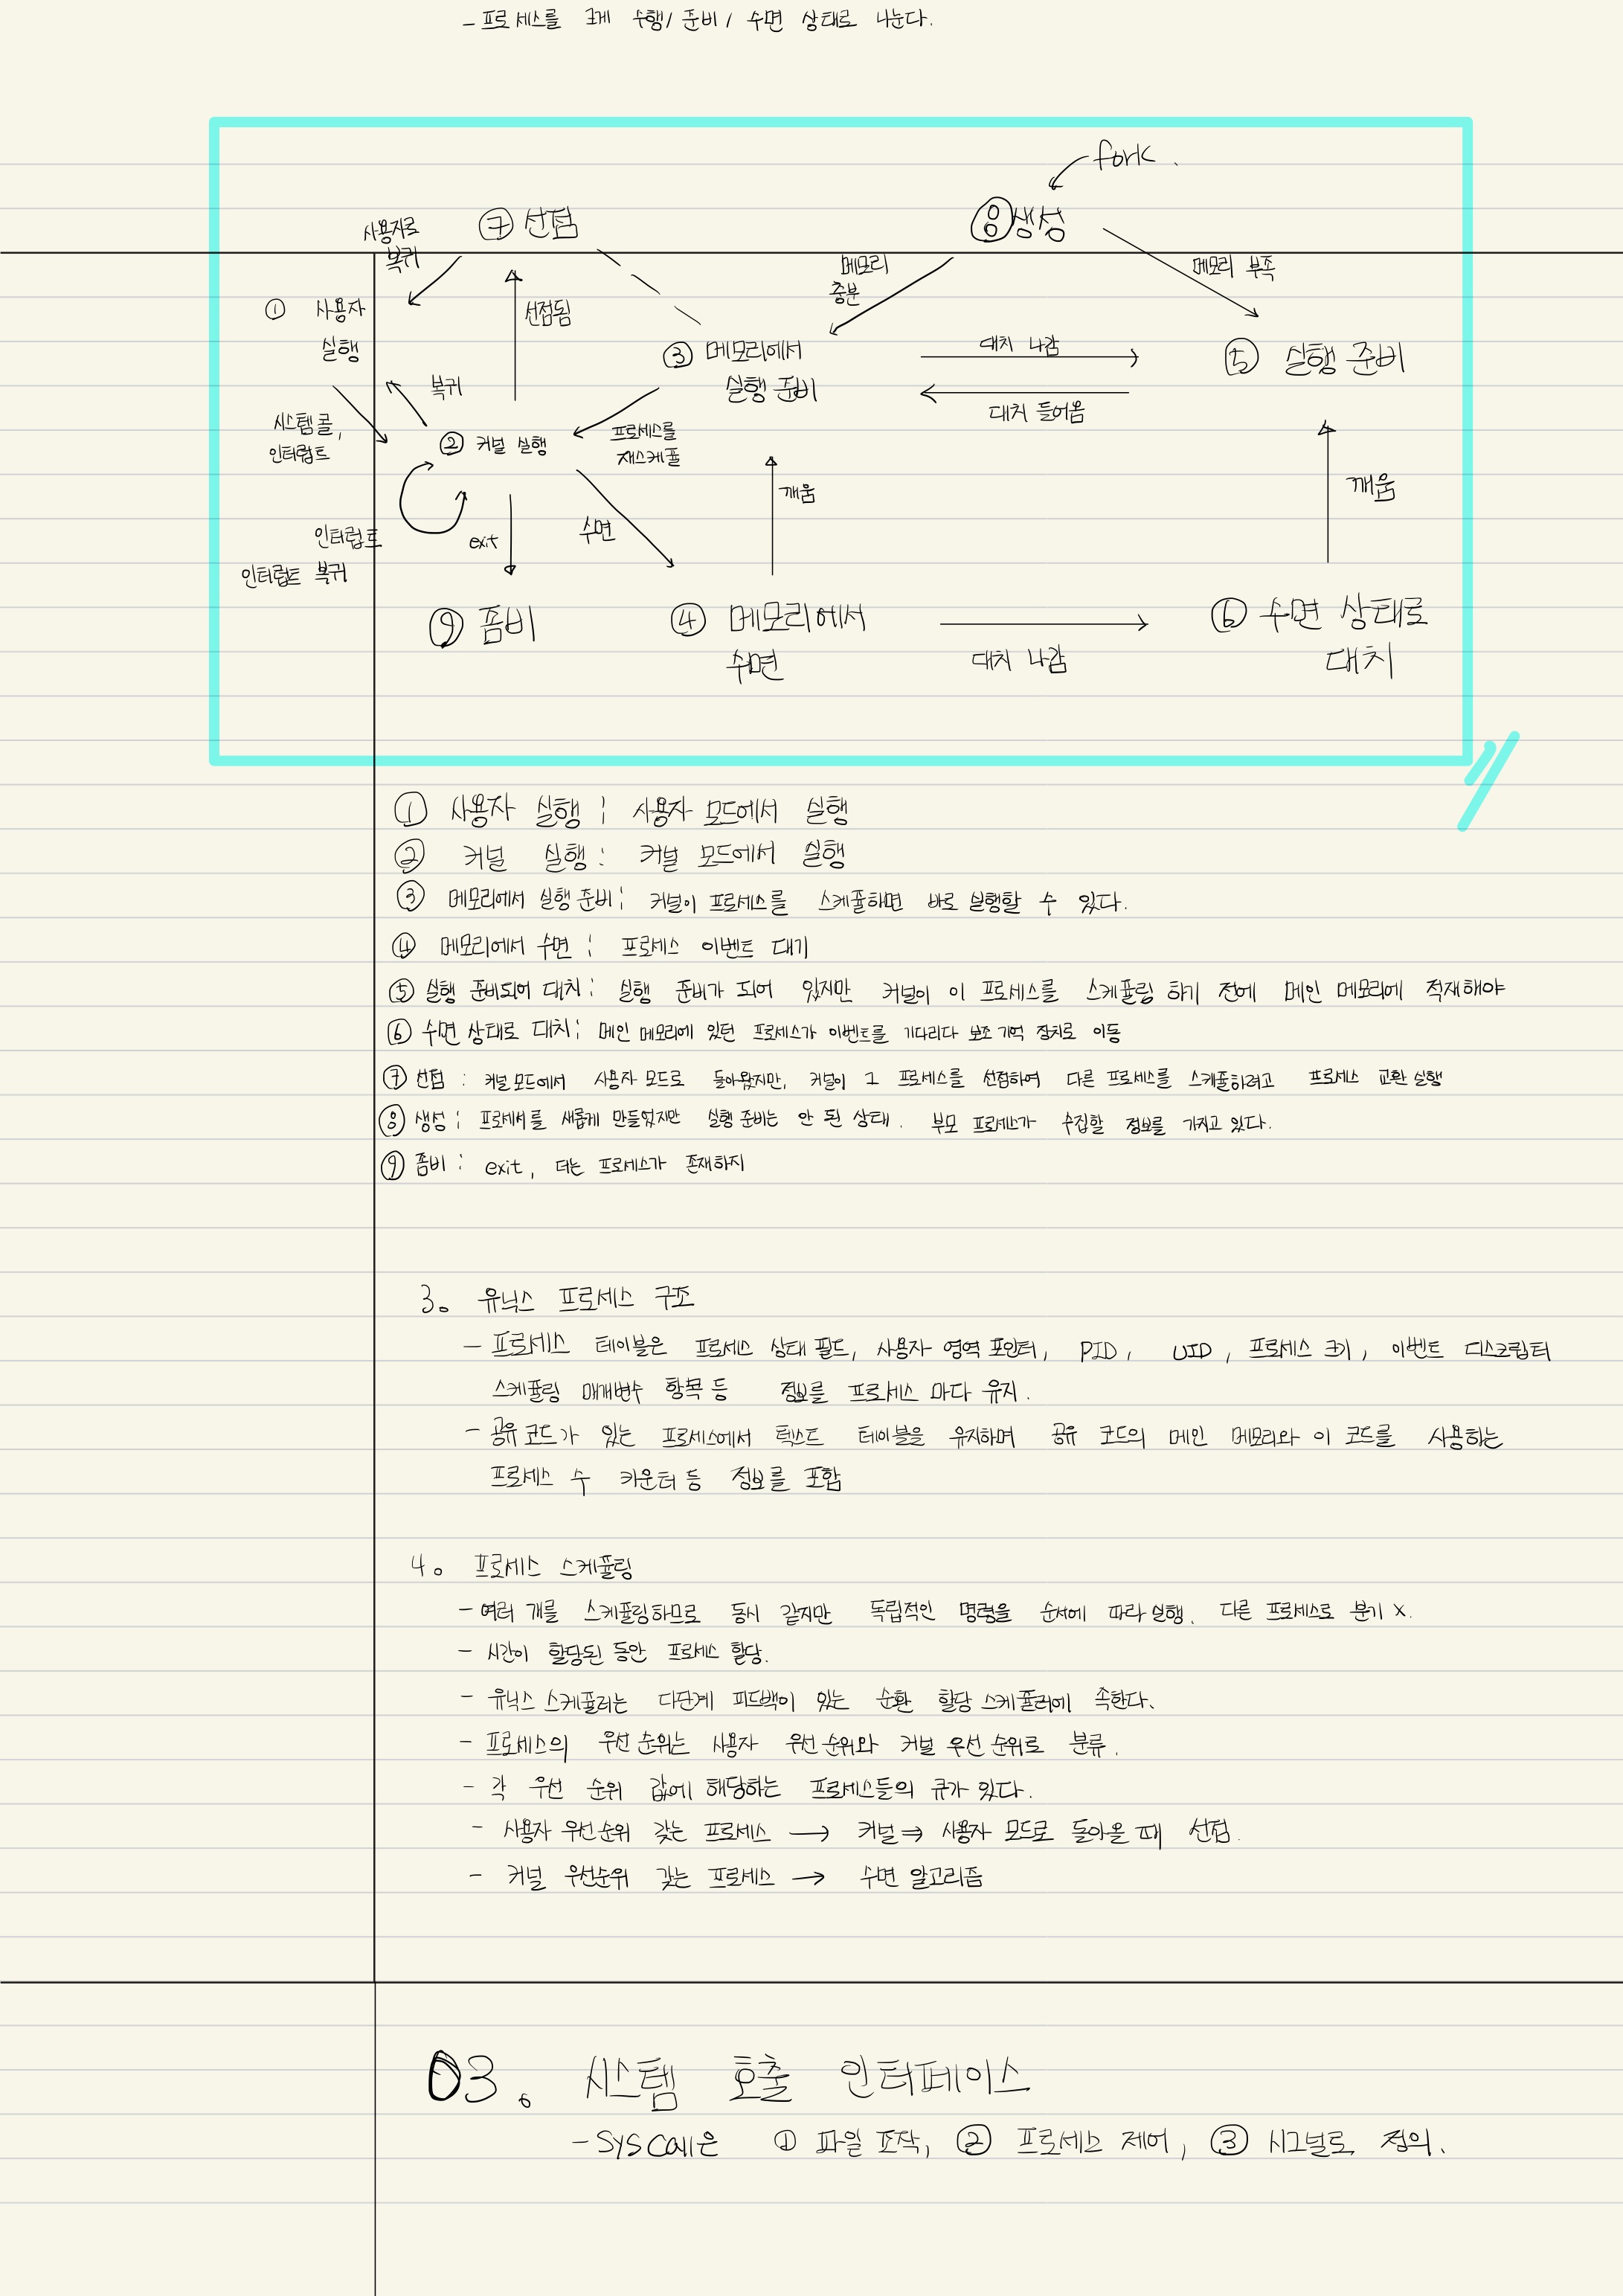 - 프로세스를 크게 수행/ 준비 / 수면 상태로 나눈다.
fork.
⑦ 선점
⑧ 생성
사용자로
복귀
메모리
충분
메모리 부족
① 사용자
실행
선점됨
③ 메모리에서
실행 준비
대치 나감
⑤ 실행 준비
대치 들어옴
복귀
시스템 콜,
인터럽트
② 커널 실행
프로세스를
재스케쥴
깨움
깨움
인터럽트
인터럽트 복귀
exit
수면
⑨ 좀비
④ 메모리에서
수면
대치 나감
⑥ 수면 상태로
대치
① 사용자 실행 : 사용자 모드에서 실행
② 커널 실행 : 커널 모드에서 실행
③ 메모리에서 실행 준비 : 커널이 프로세스를 스케쥴하면 바로 실행할 수 있다.
④ 메모리에서 수면 : 프로세스 이벤트 대기
⑤ 실행 준비되어 대치 : 실행 준비가 되어 있지만 커널이 이 프로세스를 스케쥴링 하기 전에 메인 메모리에 적재해야
⑥ 수면 상태로 대치 : 메인 메모리에 있던 프로세스가 이벤트를 기다리다 보조 기억 장치로 이동
⑦ 선점 : 커널 모드에서 사용자 모드로 돌아왔지만, 커널이 그 프로세스를 선점하여 다른 프로세스를 스케쥴하려고 프로세스 교환 실행
⑧ 생성 : 프로세서를 새롭게 만들었지만 실행 준비는 안 된 상태. 부모 프로세스가 수집할 정보를 가지고 있다.
⑨ 좀비 : exit, 더는 프로세스가 존재하지
3. 유닉스 프로세스 구조
- 프로세스 테이블은 프로세스 상태 필드, 사용자 영역 포인터, PID, UID, 프로세스 크기, 이벤트 디스크립터
스케쥴링 매개변수 항목 등 정보를 프로세스 마다 유지.
- 공유 코드가 있는 프로세스에서 텍스트 테이블을 유지하며 공유 코드의 메인 메모리와 이 코드를 사용하는
프로세스 수 카운터 등 정보를 포함
4. 프로세스 스케쥴링
- 여러 개를 스케쥴링하므로 동시 같지만 독립적인 명령을 순서에 따라 실행. 다른 프로세스로 분기 X.
- 시간이 할당된 동안 프로세스 할당.
- 유닉스 스케쥴러는 다단계 피드백이 있는 순환 할당 스케쥴러에 속한다.
- 프로세스의 우선 순위는 사용자 우선 순위와 커널 우선 순위로 분류.
- 각 우선 순위 값에 해당하는 프로세스들의 큐가 있다.
- 사용자 우선순위 갖는 프로세스 → 커널 ⇒ 사용자 모드로 돌아올 때 선점.
- 커널 우선순위 갖는 프로세스 → 수면 알고리즘
03. 시스템 호출 인터페이스
- Sys call은 ① 파일 조작, ② 프로세스 제어, ③ 시그널로 정의.